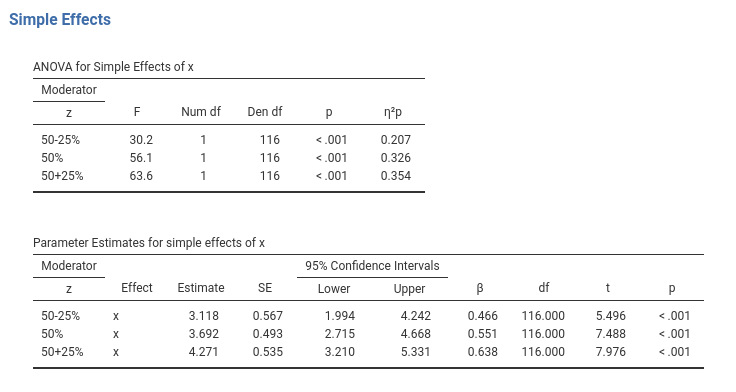 Simple Effects
ANOVA for Simple Effects of x
Moderator
z F Num df Den df p η²p
50-25% 30.2 1 116 < .001 0.207
50% 56.1 1 116 < .001 0.326
50+25% 63.6 1 116 < .001 0.354
Parameter Estimates for simple effects of x
Moderator 95% Confidence Intervals
z Effect Estimate SE Lower Upper β df t p
50-25% x 3.118 0.567 1.994 4.242 0.466 116.000 5.496 < .001
50% x 3.692 0.493 2.715 4.668 0.551 116.000 7.488 < .001
50+25% x 4.271 0.535 3.210 5.331 0.638 116.000 7.976 < .001